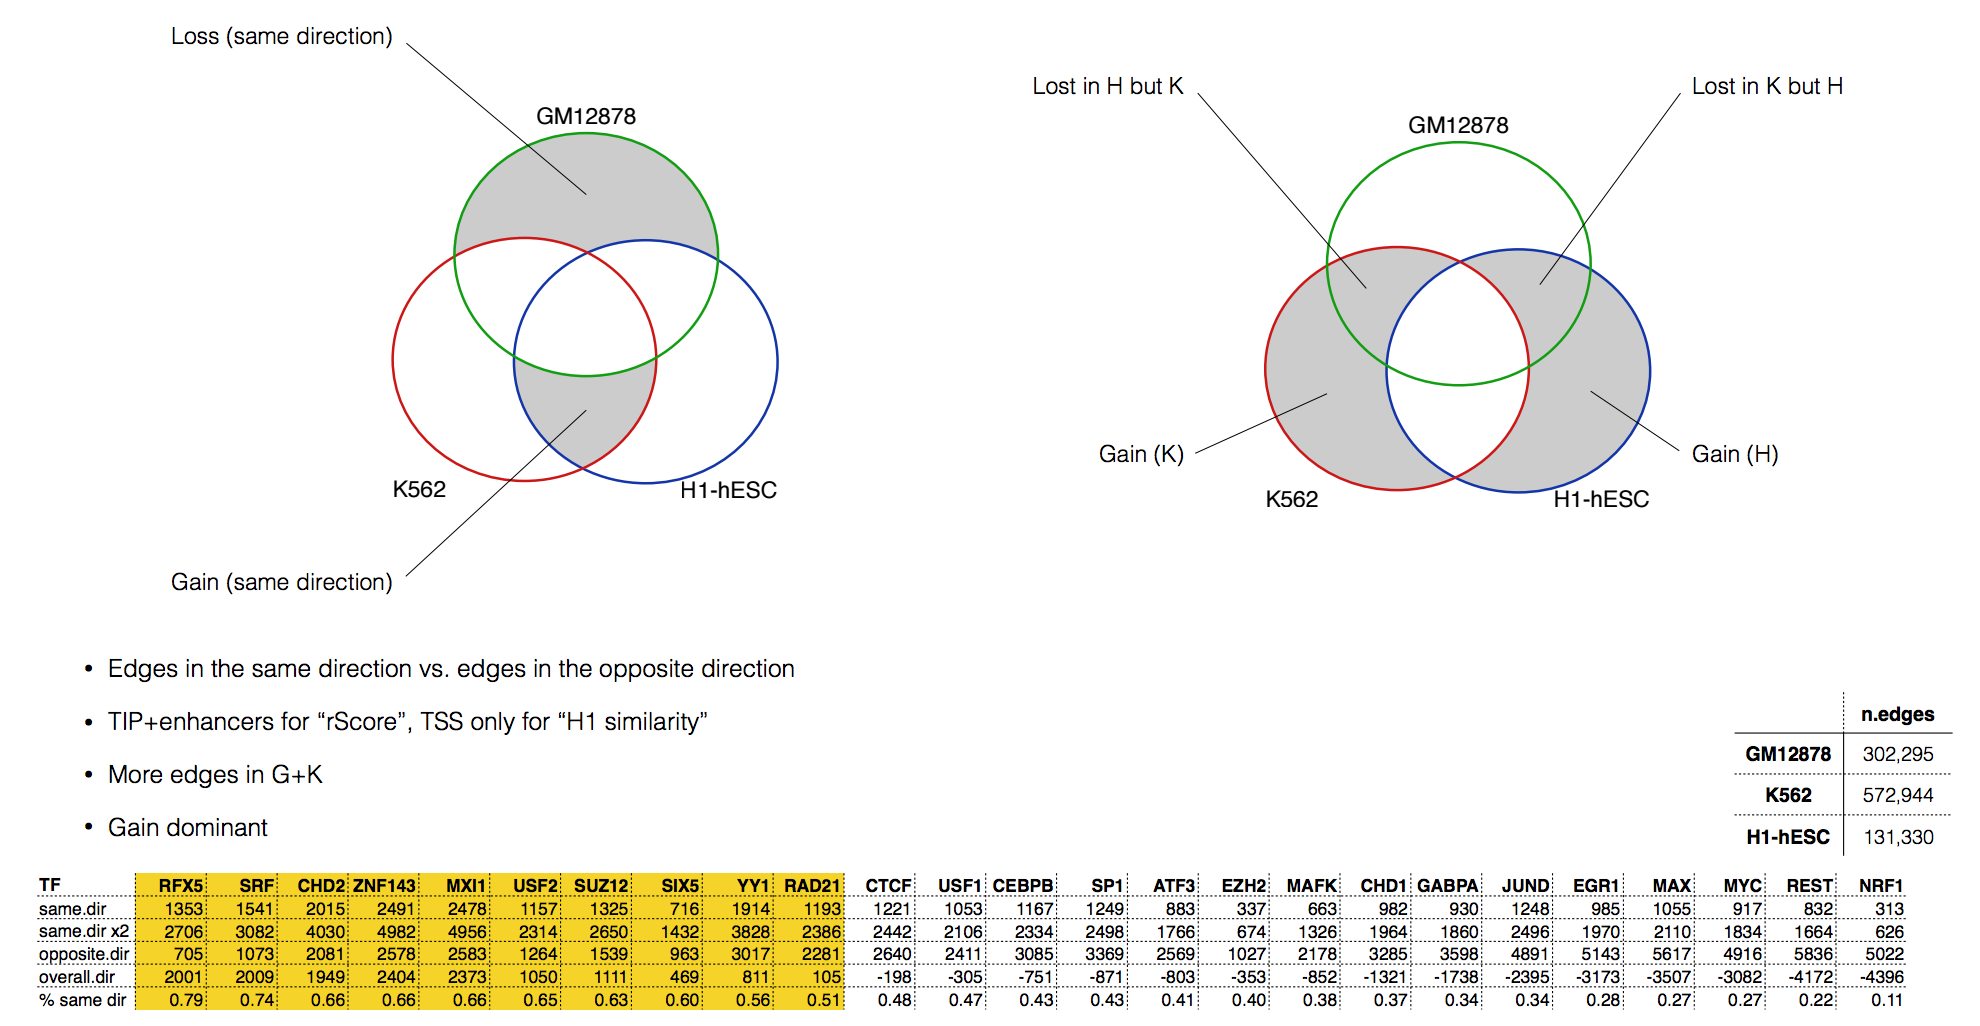 Loss (same direction)
GM12878
K562
H1-hESC
Gain (same direction)
Lost in H but K
Lost in K but H
GM12878
Gain (K)
Gain (H)
K562
H1-hESC
• Edges in the same direction vs. edges in the opposite direction
• TIP+enhancers for “rScore”, TSS only for “H1 similarity”
• More edges in G+K
• Gain dominant
n.edges
GM12878 302,295
K562 572,944
H1-hESC 131,330
TF RFX5 SRF CHD2 ZNF143 MXI1 USF2 SUZ12 SIX5 YY1 RAD21 CTCF USF1 CEBPB SP1 ATF3 EZH2 MAFK CHD1 GABPA JUND EGR1 MAX MYC REST NRF1
same.dir 1353 1541 2015 2491 2478 1157 1325 716 1914 1193 1221 1053 1167 1249 883 337 663 982 930 1248 985 1055 917 832 313
same.dir x2 2706 3082 4030 4982 4956 2314 2650 1432 3828 2386 2442 2106 2334 2498 1766 674 1326 1964 1860 2496 1970 2110 1834 1664 626
opposite.dir 705 1073 2081 2578 2583 1264 1539 963 3017 2281 2640 2411 3085 3369 2569 1027 2178 3285 3598 4891 5143 5617 4916 5836 5022
overall.dir 2001 2009 1949 2404 2373 1050 1111 469 811 105 -198 -305 -751 -871 -803 -353 -852 -1321 -1738 -2395 -3173 -3507 -3082 -4172 -4396
% same dir 0.79 0.74 0.66 0.66 0.66 0.65 0.63 0.60 0.56 0.51 0.48 0.47 0.43 0.43 0.41 0.40 0.38 0.37 0.34 0.34 0.28 0.27 0.27 0.22 0.11